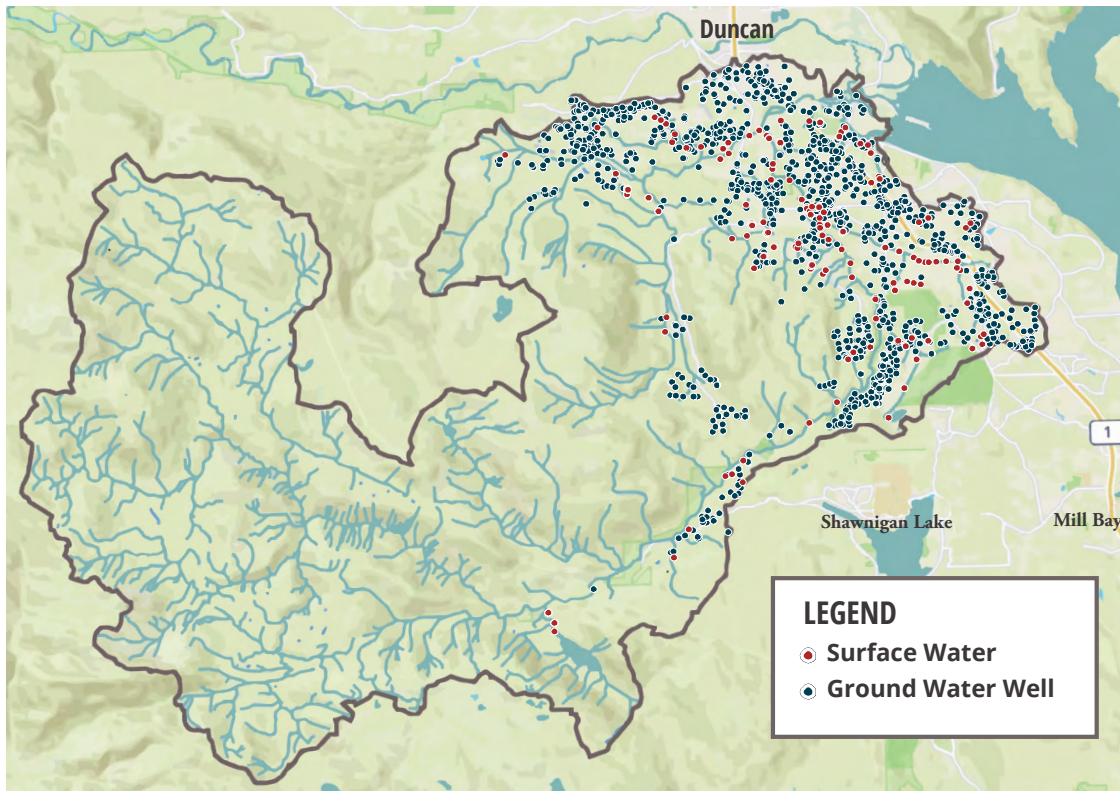 Duncan
1
Shawnigan Lake
Mill Bay
LEGEND
Surface Water
Ground Water Well